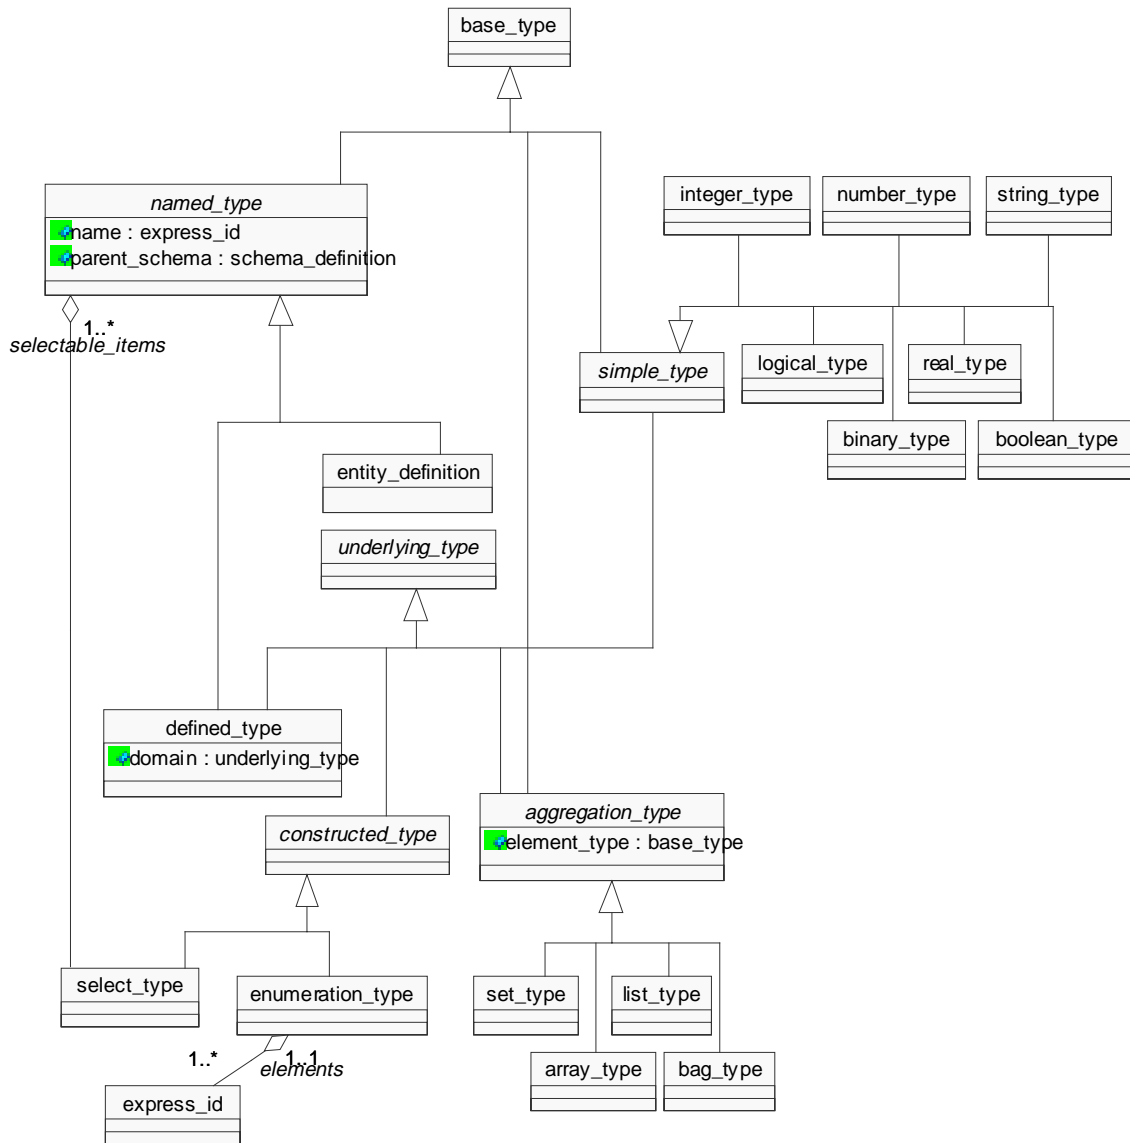 base_type
named_type
name : express_id
parent_schema : schema_definition
integer_type
number_type
string_type
1..*
selectable_items
simple_type
logical_type
real_type
binary_type
boolean_type
entity_definition
underlying_type
defined_type
domain : underlying_type
constructed_type
aggregation_type
element_type : base_type
select_type
enumeration_type
set_type
list_type
1..*
1..1
elements
array_type
bag_type
express_id